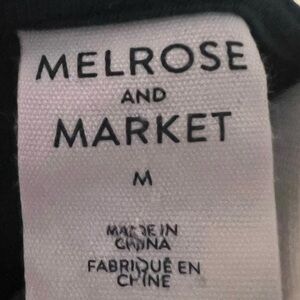 MELROSE
AND
MARKET
M
MADE IN
CHINA
FABRIQUÉ EN
CHINE